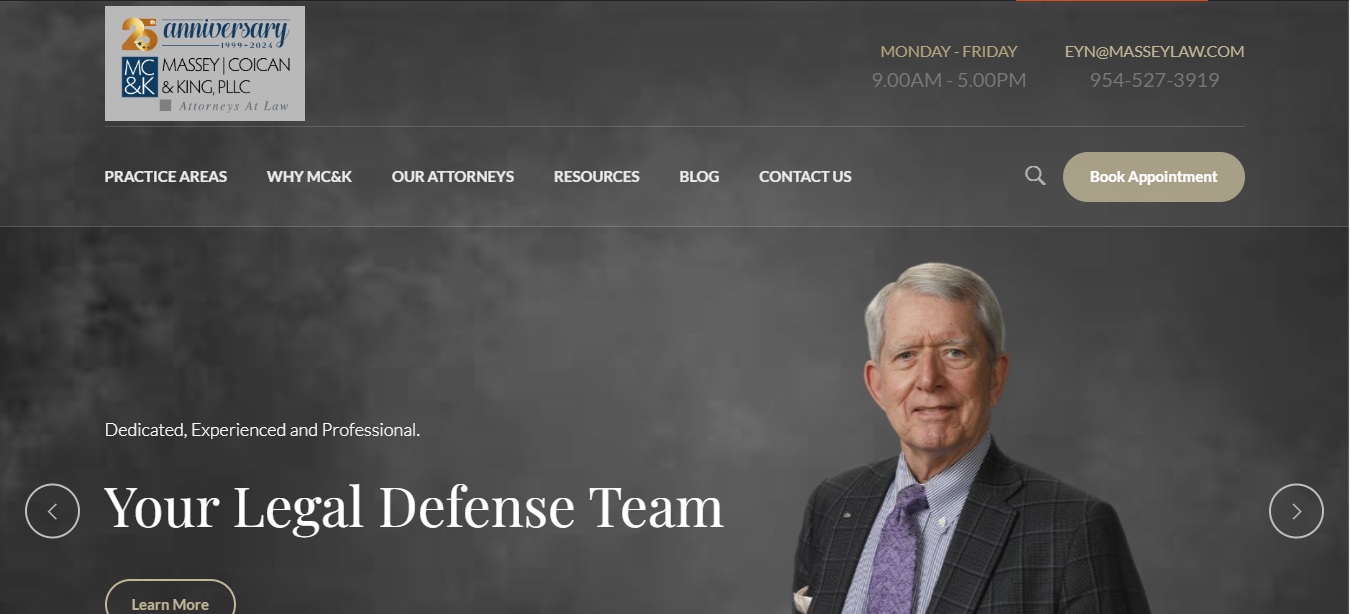 25 anniversary
1999-2024
MC&K
MASSEY | COICAN
& KING, PLLC
Attorneys At Law
MONDAY - FRIDAY
9.00AM - 5.00PM
EYN@MASSEYLAW.COM
954-527-3919
PRACTICE AREAS WHY MC&K OUR ATTORNEYS RESOURCES BLOG CONTACT US
Book Appointment
Dedicated, Experienced and Professional.
Your Legal Defense Team
Learn More